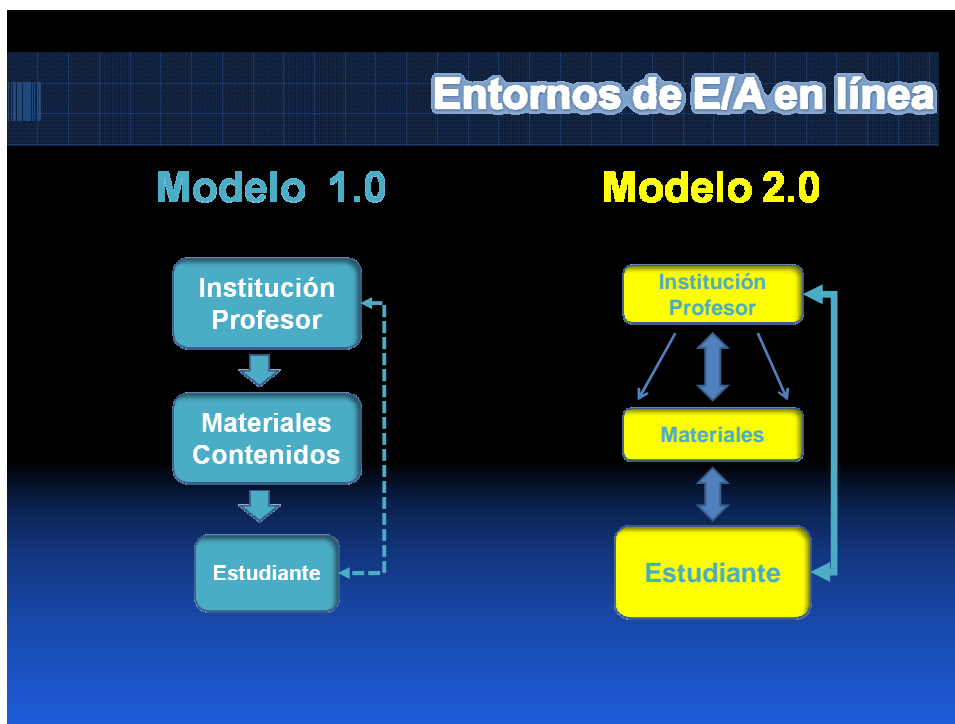 Entornos de E/A en línea
Modelo 1.0
Institución
Profesor
Materiales
Contenidos
Estudiante
Modelo 2.0
Institución
Profesor
Materiales
Estudiante